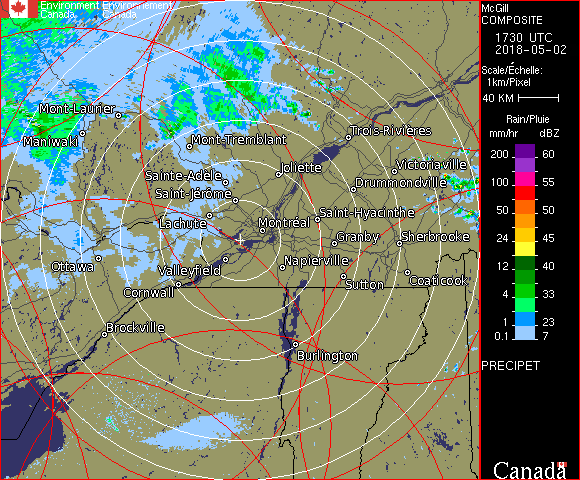 Environment Environnement
Canada Canada
McGill
COMPOSITE
1730 UTC
2018-05-02
Scale/Échelle:
1km/Pixel
40 KM
Rain/Pluie
mm/hr dBZ
200 60
100 55
50 50
24 45
12 40
4 33
1 23
0.1 7
PRECIPET
Canada
Mont-Laurier
Maniwaki
Mont-Tremblant
Trois-Rivières
Joliette
Victoriaville
Sainte-Adèle
Drummondville
Saint-Jérôme
Lachute
Montréal
Saint-Hyacinthe
Granby
Sherbrooke
Ottawa
Valleyfield
Napierville
Cornwall
Sutton
Coaticook
Brockville
Burlington